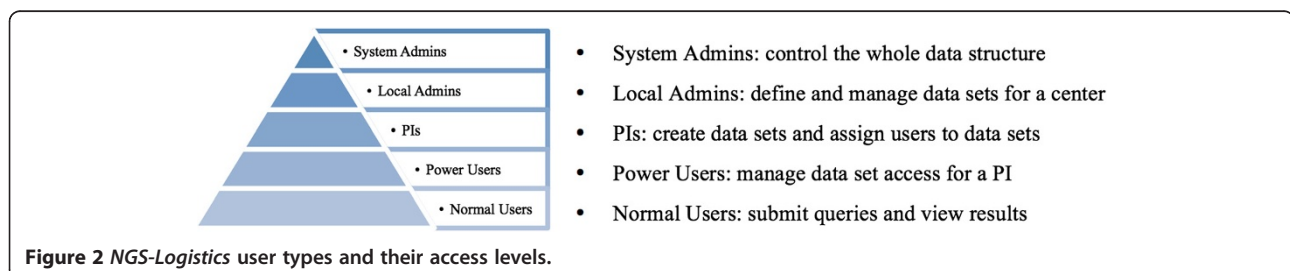 • System Admins
• Local Admins
• PIs
• Power Users
• Normal Users
• System Admins: control the whole data structure
• Local Admins: define and manage data sets for a center
• PIs: create data sets and assign users to data sets
• Power Users: manage data set access for a PI
• Normal Users: submit queries and view results
Figure 2 NGS-Logistics user types and their access levels.